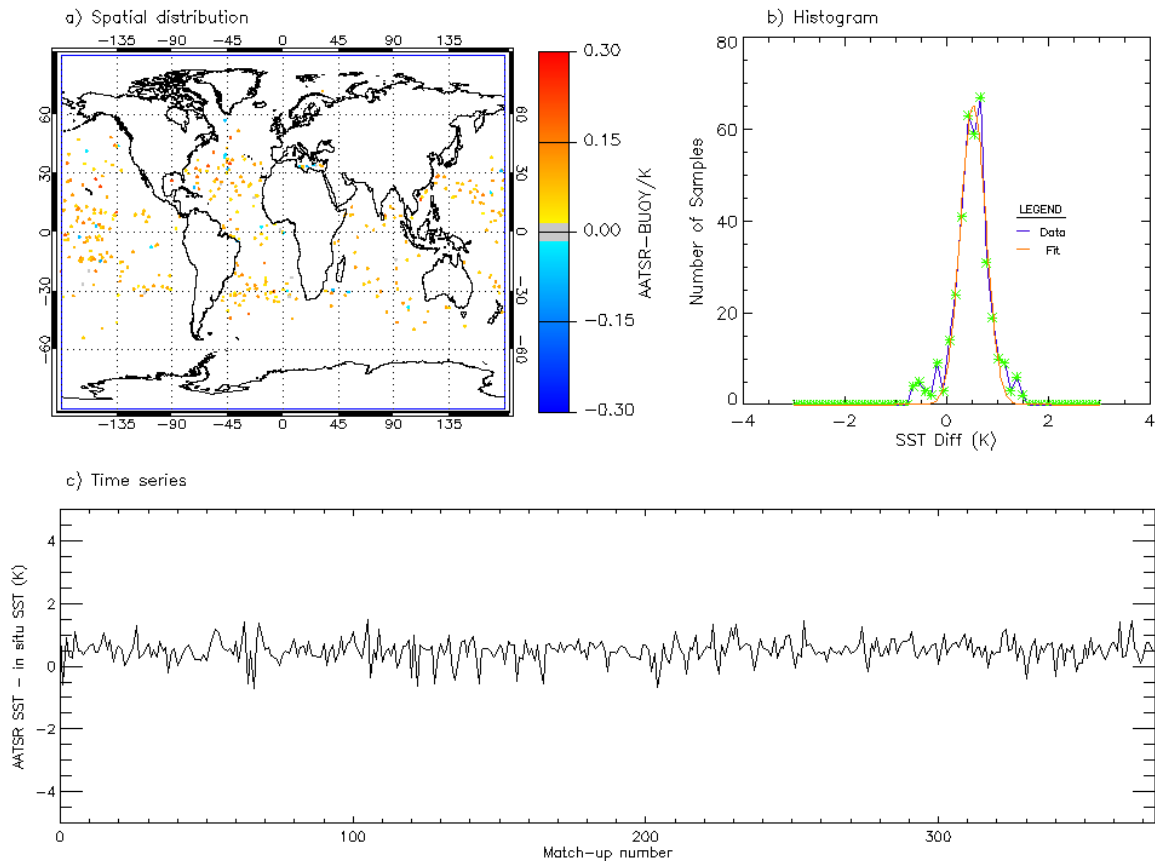 a) Spatial distribution
-135 -90 -45 0 45 90 135
60 30 0 -30 -60
60 30 0 -30 -60
-135 -90 -45 0 45 90 135
0.30
0.15
0.00
-0.15
-0.30
AATSR-BUOY/K
b) Histogram
80
60
40
20
0
Number of Samples
LEGEND
Data
Fit
-4 -2 0 2 4
SST Diff (K)
c) Time series
4
2
0
-2
-4
AATSR SST - in situ SST (K)
0 100 200 300
Match-up number